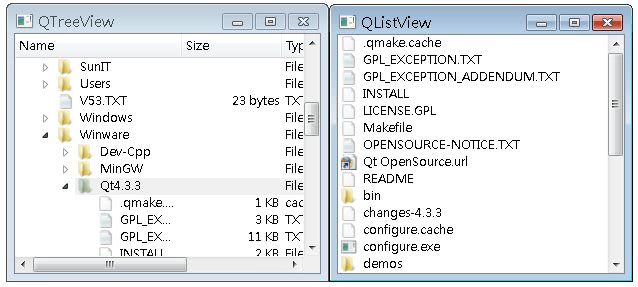 QTreeView
Name Size Typ
SunIT File
Users File
V53.TXT 23 bytes TX
Windows File
Winware File
Dev-Cpp File
MinGW File
Qt4.3.3 File
.qmake.... 1 KB cac
GPL_EX... 3 KB TX
GPL_EX... 11 KB TX
INSTALL 2 KB File
QListView
.qmake.cache
GPL_EXCEPTION.TXT
GPL_EXCEPTION_ADDENDUM.TXT
INSTALL
LICENSE.GPL
Makefile
OPENSOURCE-NOTICE.TXT
Qt OpenSource.url
README
bin
changes-4.3.3
configure.cache
configure.exe
demos